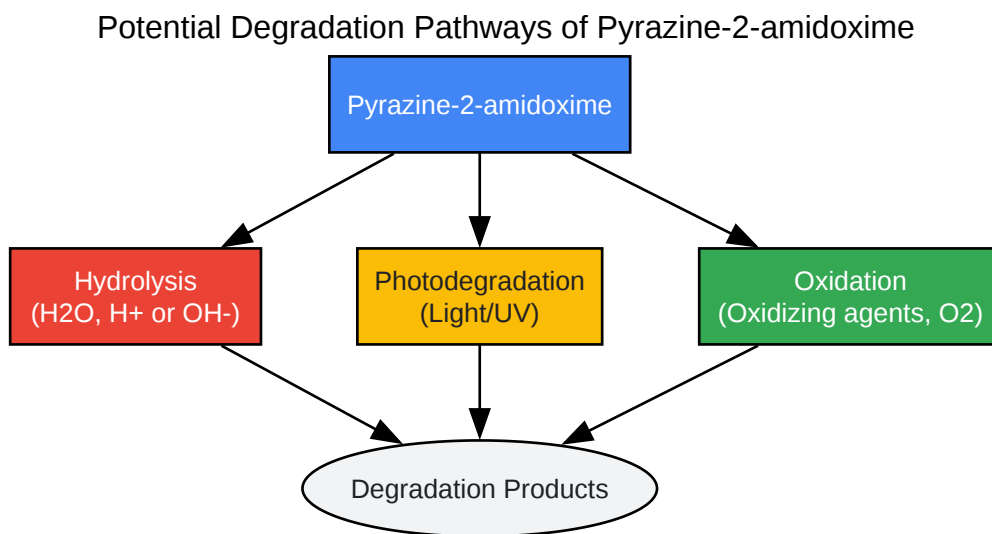 Potential Degradation Pathways of Pyrazine-2-amidoxime
Pyrazine-2-amidoxime
Hydrolysis
(H2O, H+ or OH-)
Photodegradation
(Light/UV)
Oxidation
(Oxidizing agents, O2)
Degradation Products